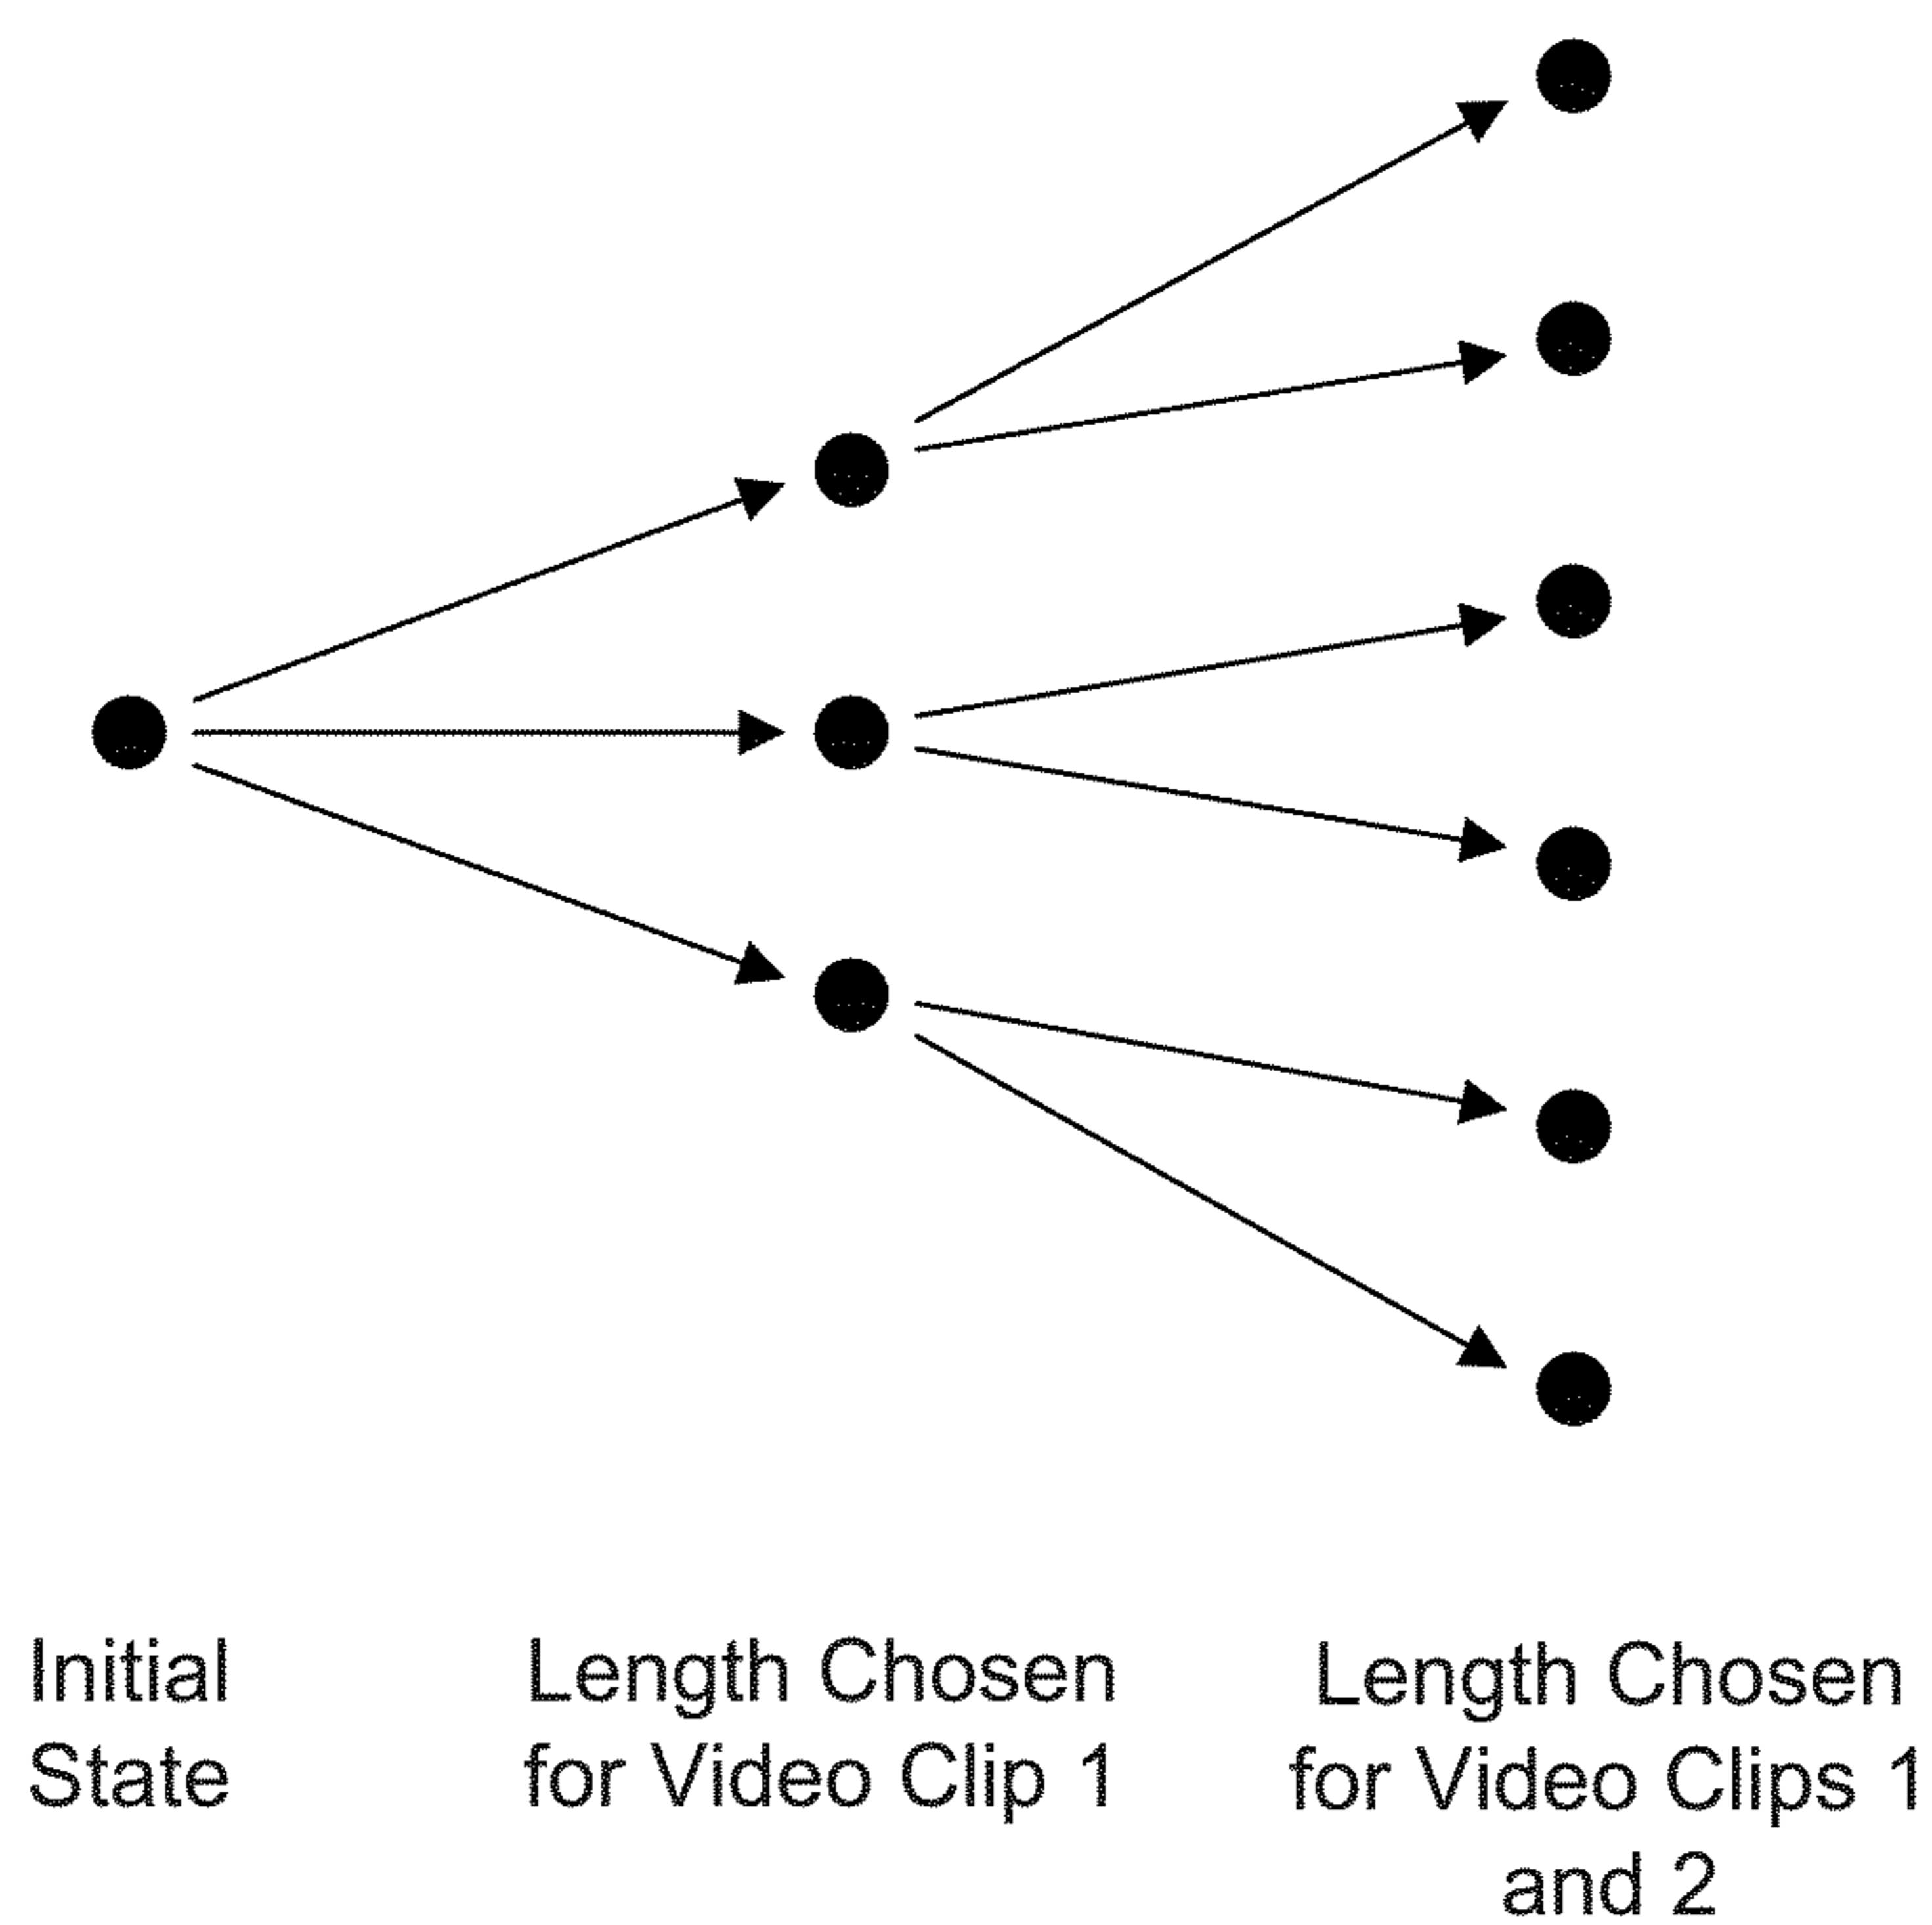 Initial
State
Length Chosen
for Video Clip 1
Length Chosen
for Video Clips 1
and 2